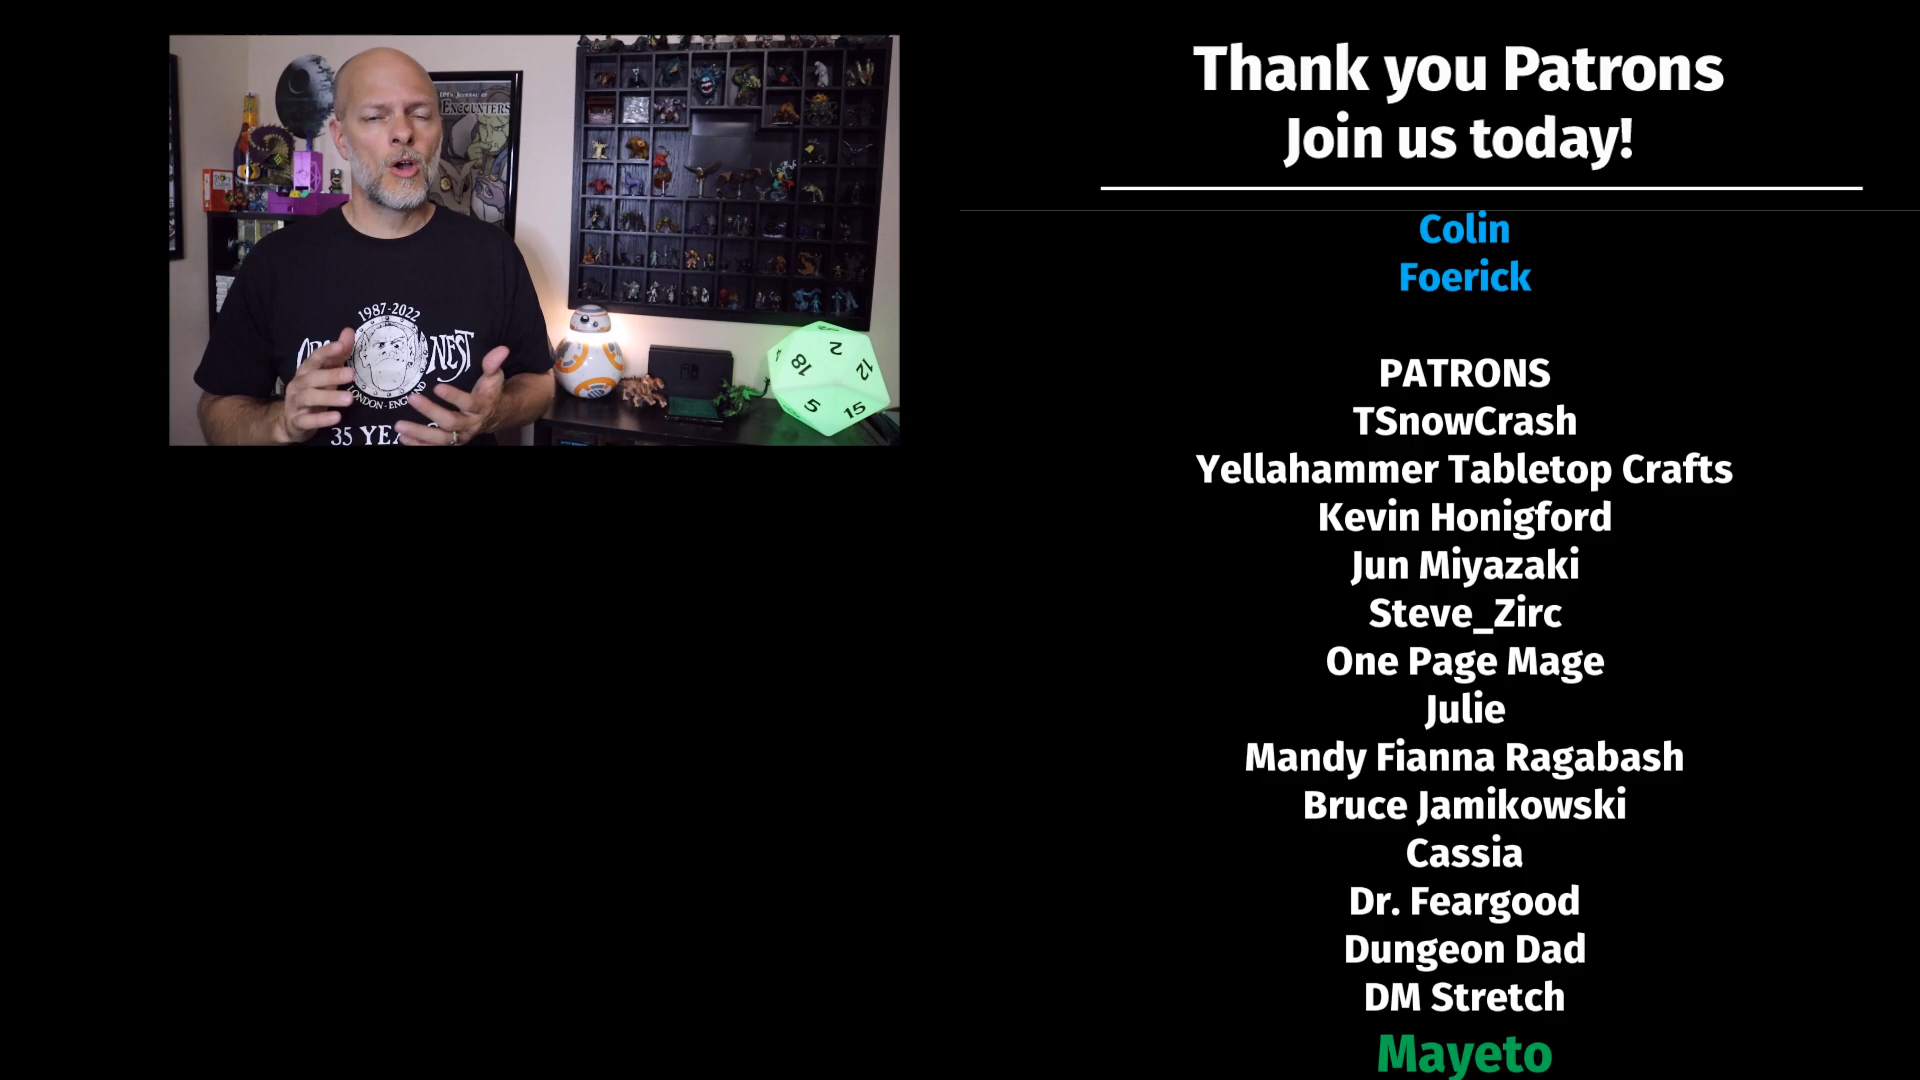 Thank you Patrons
Join us today!
Colin
Foerick
PATRONS
TSnowCrash
Yellahammer Tabletop Crafts
Kevin Honigford
Jun Miyazaki
Steve_Zirc
One Page Mage
Julie
Mandy Fianna Ragabash
Bruce Jamikowski
Cassia
Dr. Feargood
Dungeon Dad
DM Stretch
Mayeto
ENCOUNTERS
1987-2022
NEST
LONDON
35
2
18
12
5
15